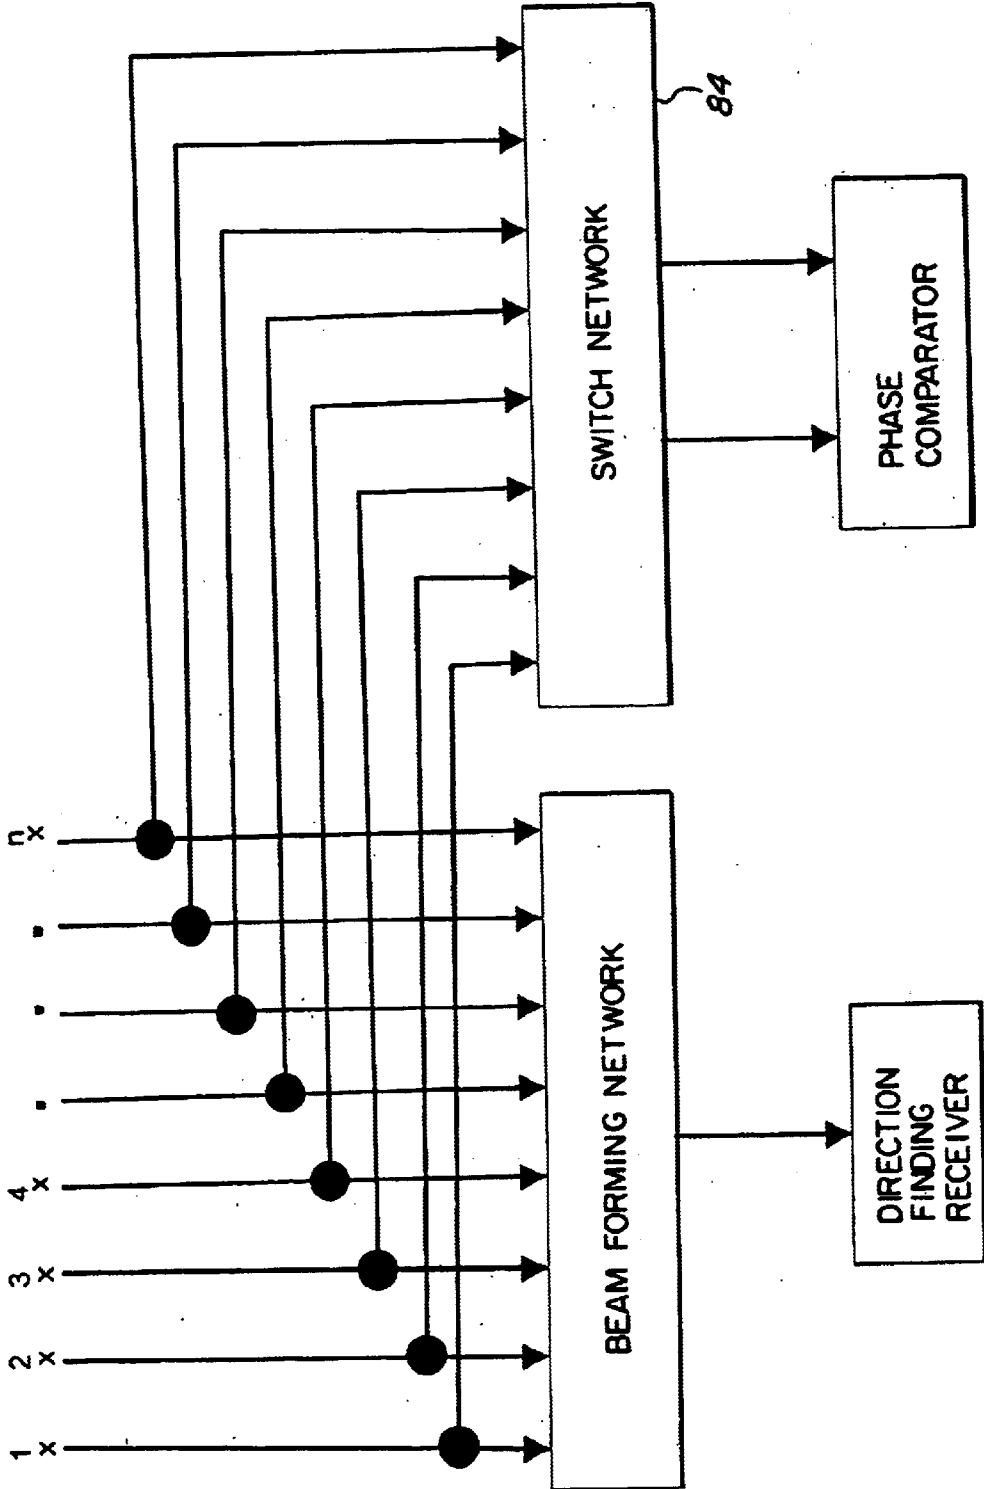 1 2 3 4 n
x x x x " " " x
BEAM FORMING NETWORK
SWITCH NETWORK
84
DIRECTION
FINDING
RECEIVER
PHASE
COMPARATOR